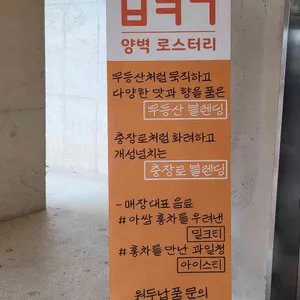 양벽 로스터리
무등산처럼 묵직하고
다양한 맛과 향을 품은
무등산 블렌딩
충장로처럼 화려하고
개성넘치는
충장로 블렌딩
- 매장 대표 음료
# 아쌈 홍차를 우려낸
밀크티
# 홍차를 만난 과일청
아이스티
원두납품 문의